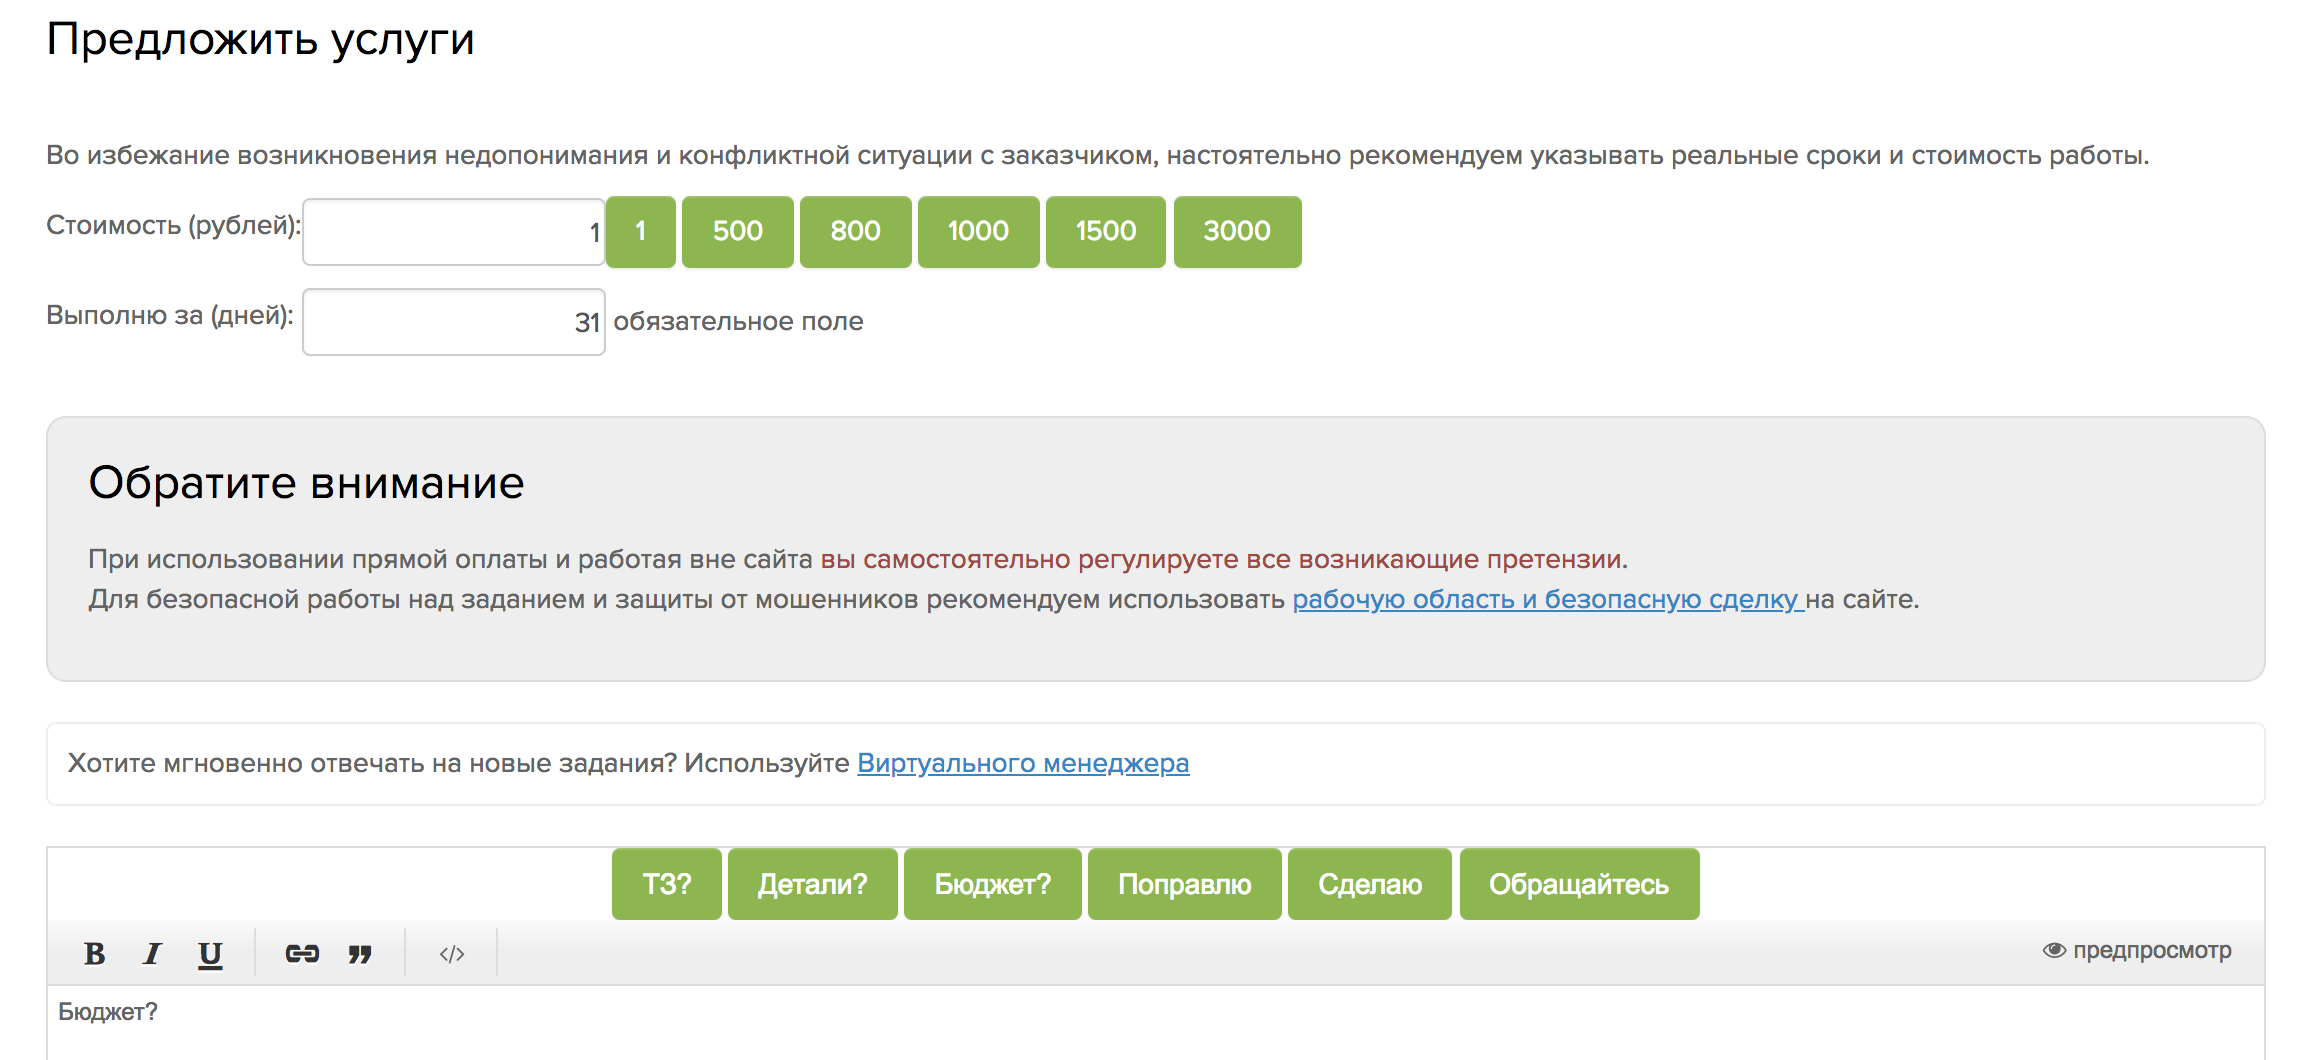 Предложить услуги
Во избежание возникновения недопонимания и конфликтной ситуации с заказчиком, настоятельно рекомендуем указывать реальные сроки и стоимость работы.
Стоимость (рублей): 1 1 500 800 1000 1500 3000
Выполню за (дней): 31 обязательное поле
Обратите внимание
При использовании прямой оплаты и работая вне сайта вы самостоятельно регулируете все возникающие претензии.
Для безопасной работы над заданием и защиты от мошенников рекомендуем использовать рабочую область и безопасную сделку на сайте.
Хотите мгновенно отвечать на новые задания? Используйте Виртуального менеджера
ТЗ? Детали? Бюджет? Поправлю Сделаю Обращайтесь
B I U " </> предпросмотр
Бюджет?